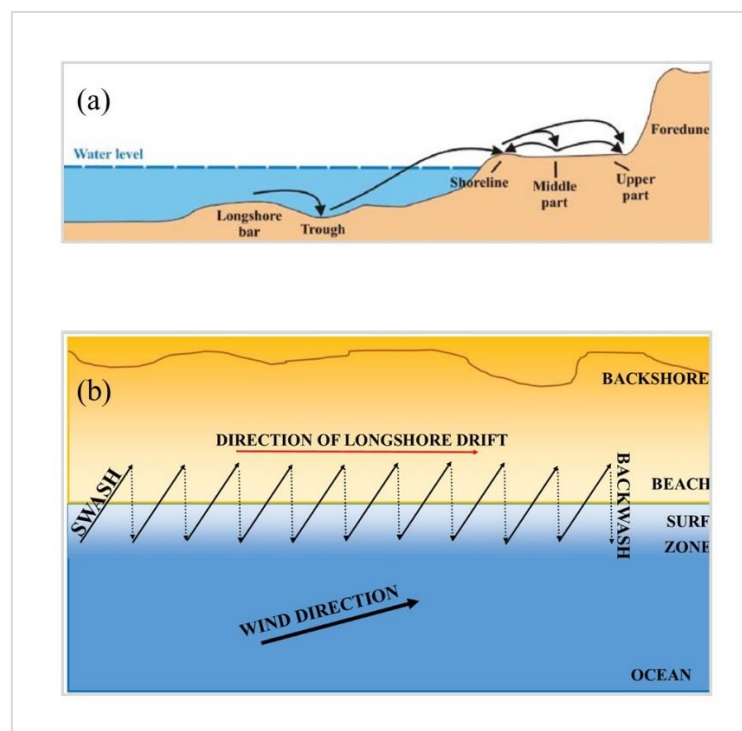 (a)
Water level
Longshore
bar
Trough
Shoreline
Middle
part
Upper
part
Foredune
(b)
BACKSHORE
DIRECTION OF LONGSHORE DRIFT
SWASH
BACKWASH
BEACH
SURF
ZONE
WIND DIRECTION
OCEAN